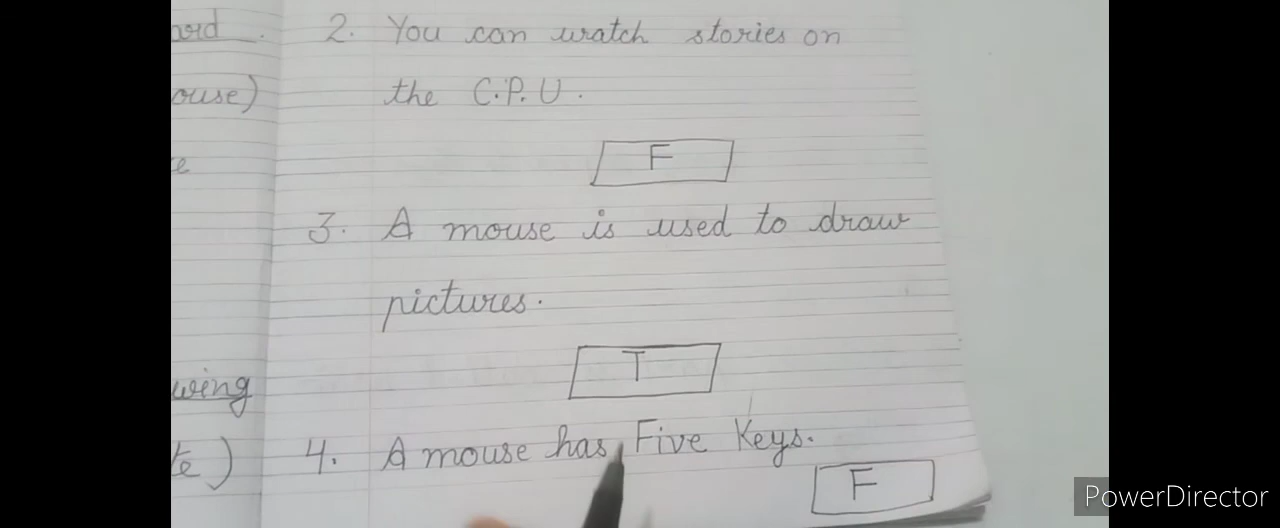 2. You can watch stories on
the C.P.U.
F
3. A mouse is used to draw
pictures.
T
4. A mouse has Five Keys.
F
ouse)
PowerDirector